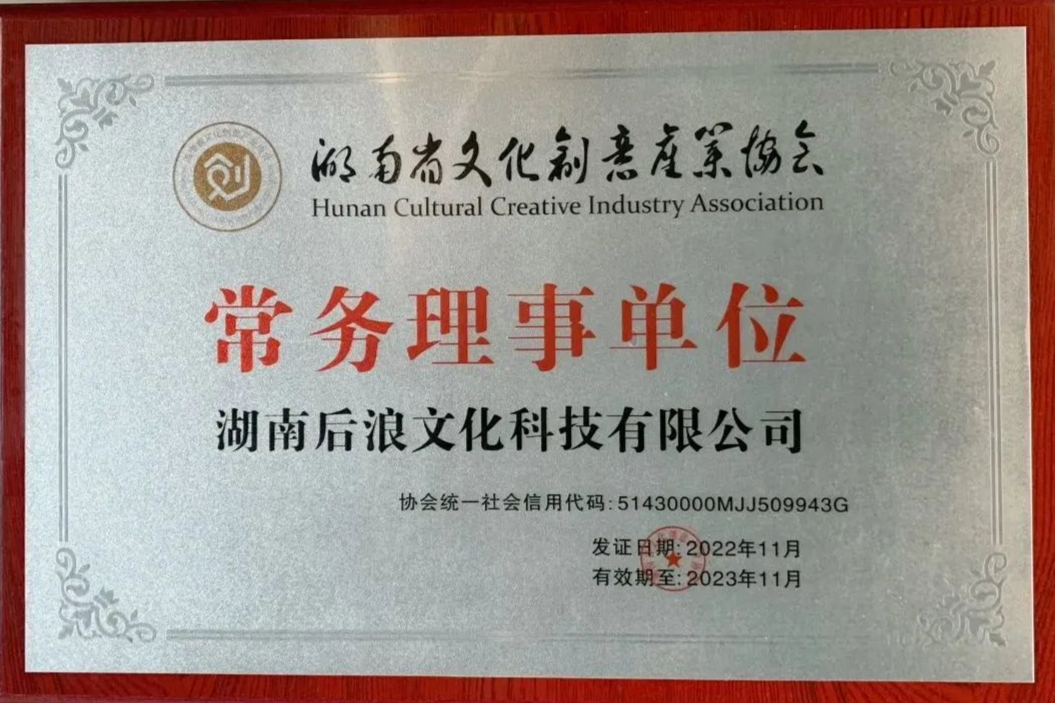 湖南省文化创意产业协会
Hunan Cultural Creative Industry Association
常务理事单位
湖南后浪文化科技有限公司
协会统一社会信用代码:51430000MJJ509943G
发证日期:2022年11月
有效期至:2023年11月